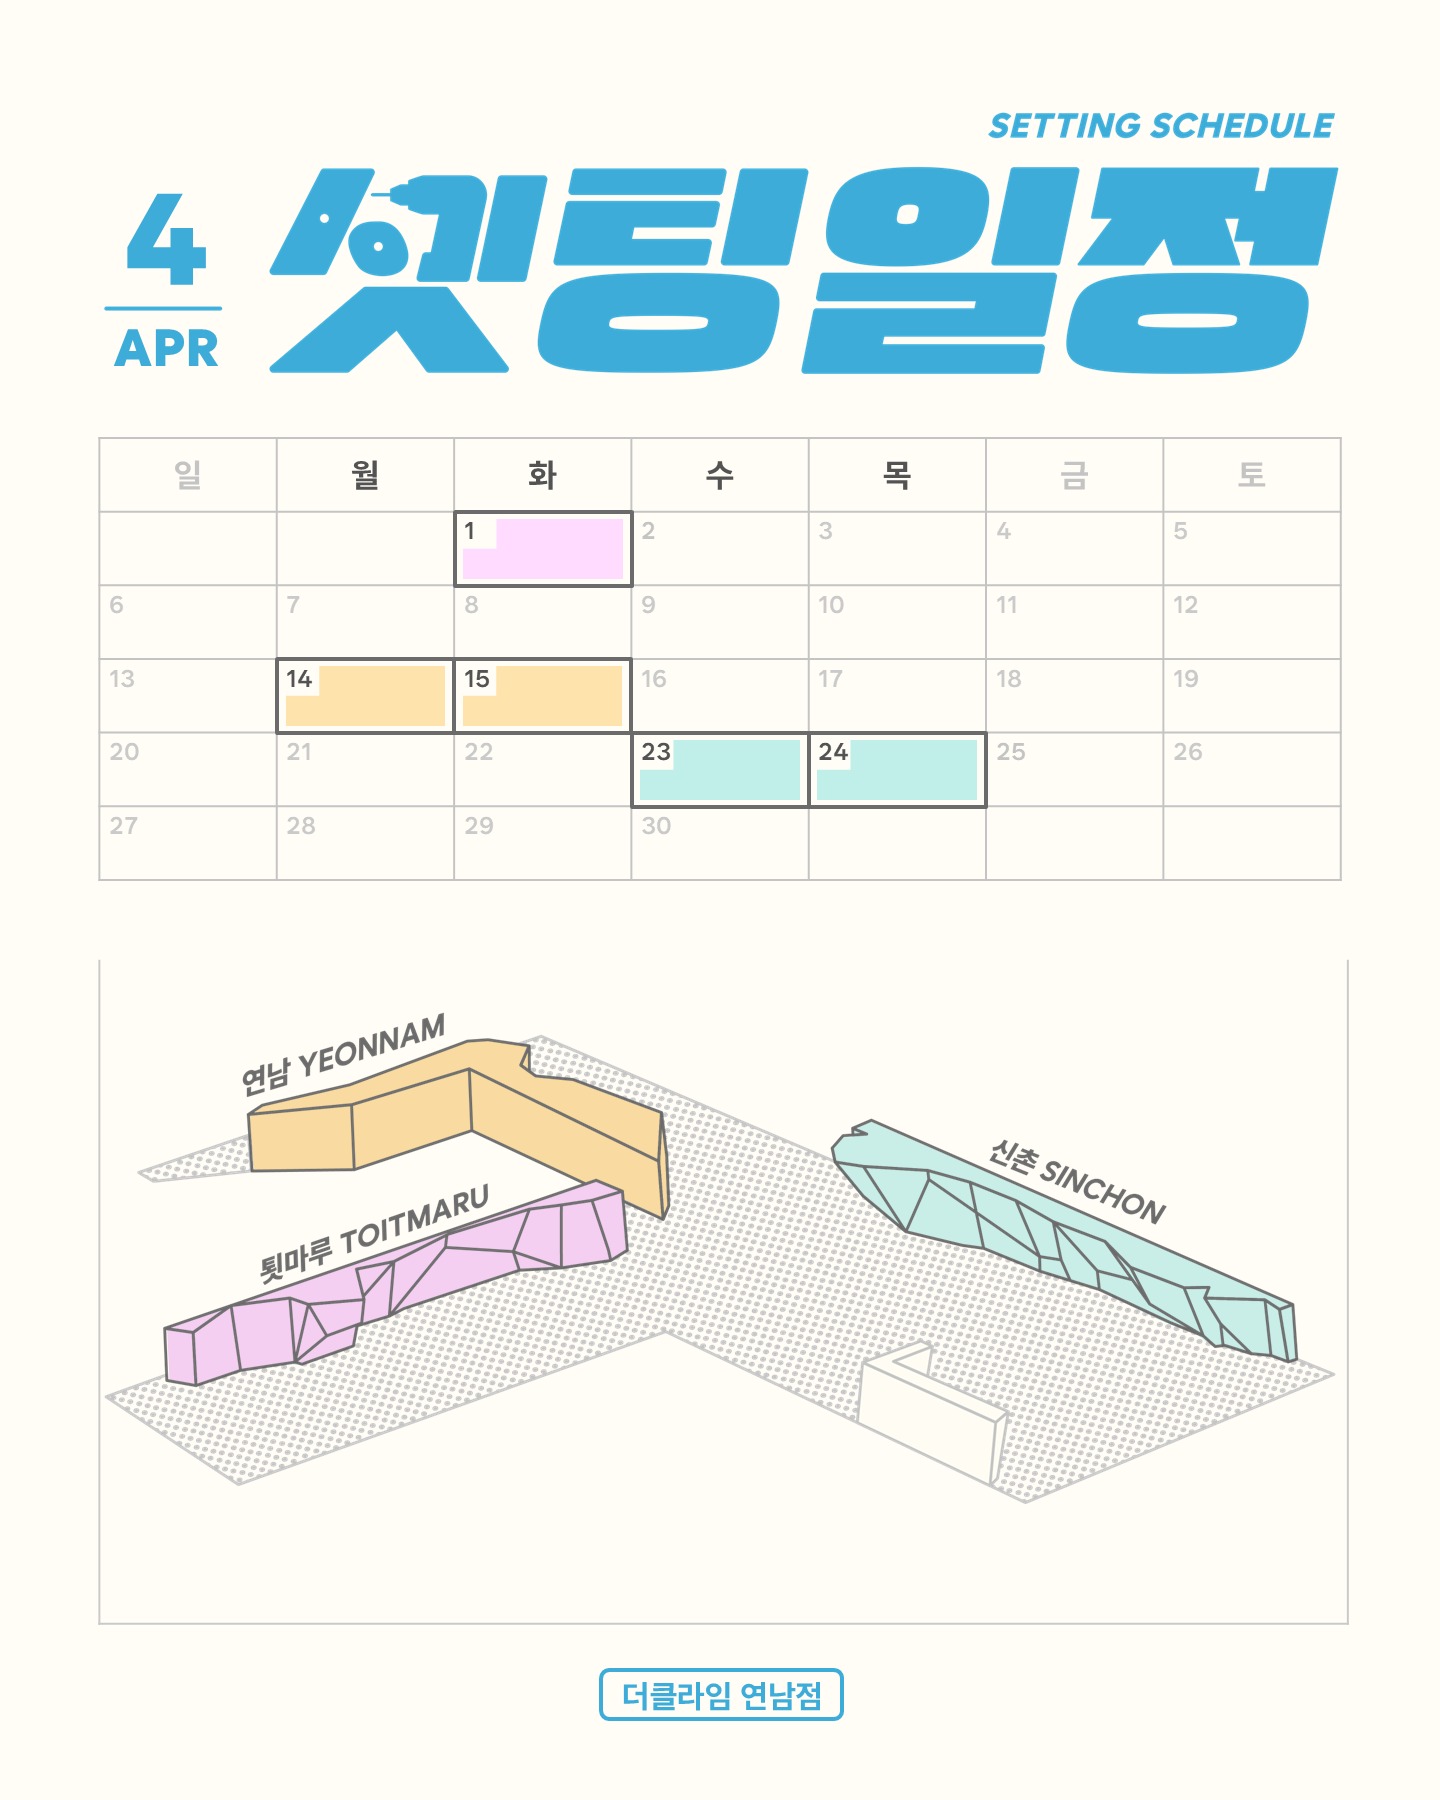 SETTING SCHEDULE
4
APR
셋팅일정
일 월 화 수 목 금 토
1 2 3 4 5
6 7 8 9 10 11 12
13 14 15 16 17 18 19
20 21 22 23 24 25 26
27 28 29 30
연남 YEONNAM
신촌 SINCHON
툇마루 TOITMARU
더클라임 연남점